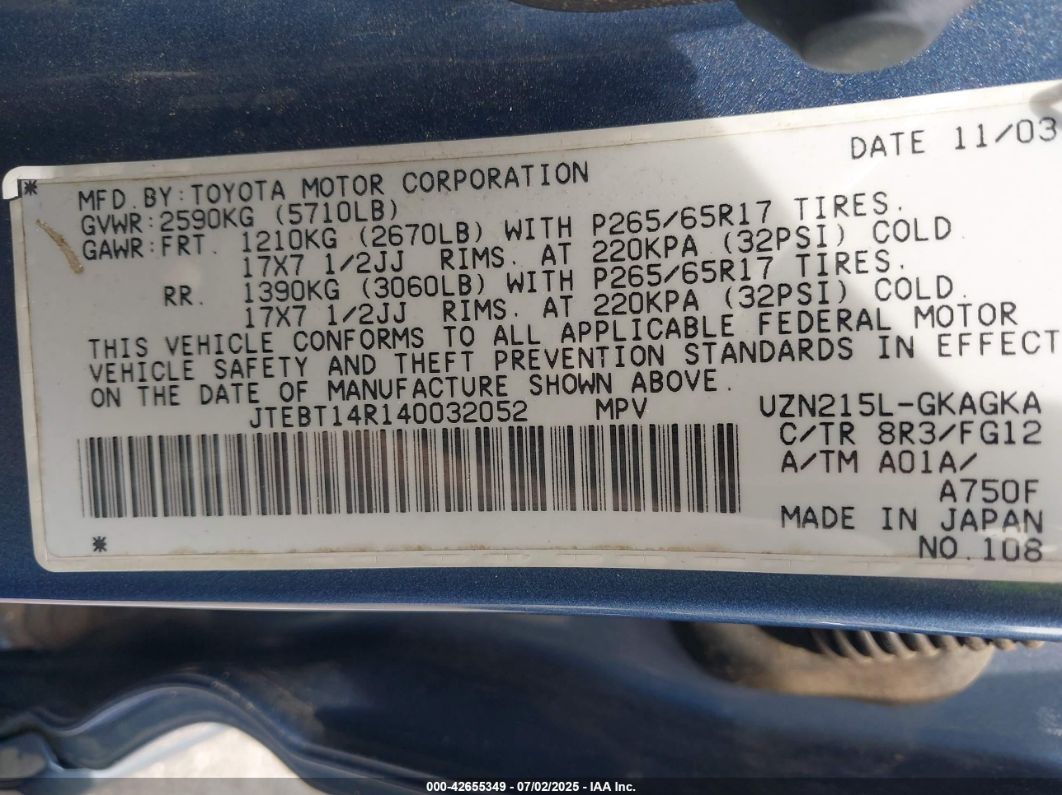 DATE 11/03
MFD. BY: TOYOTA MOTOR CORPORATION
GVWR: 2590KG (5710LB)
GAWR: FRT. 1210KG (2670LB) WITH P265/65R17 TIRES.
17X7 1/2JJ RIMS. AT 220KPA (32PSI) COLD.
RR. 1390KG (3060LB) WITH P265/65R17 TIRES.
17X7 1/2JJ RIMS. AT 220KPA (32PSI) COLD.
THIS VEHICLE CONFORMS TO ALL APPLICABLE FEDERAL MOTOR
VEHICLE SAFETY AND THEFT PREVENTION STANDARDS IN EFFECT
ON THE DATE OF MANUFACTURE SHOWN ABOVE.
JTEBT14R140032052 MPV UZN215L-GKAGKA
C/TR 8R3/FG12
A/TM A01A/
A750F
MADE IN JAPAN
NO.108
000-42655349 - 07/02/2025 - IAA Inc.